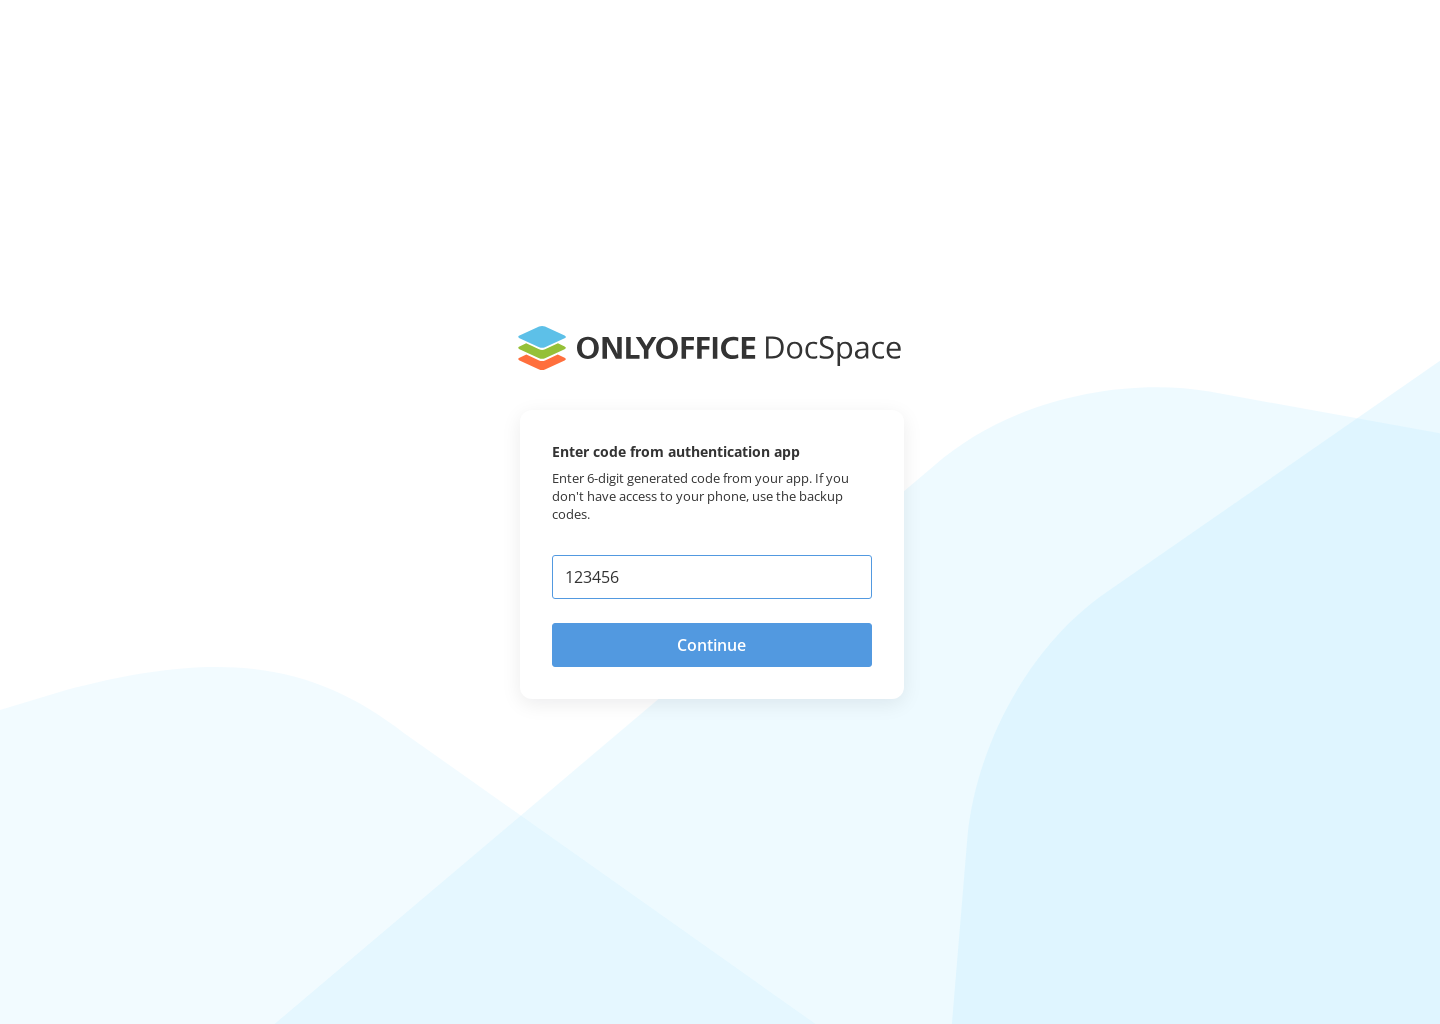 ONLYOFFICE DocSpace
Enter code from authentication app
Enter 6-digit generated code from your app. If you
don't have access to your phone, use the backup
codes.
123456
Continue